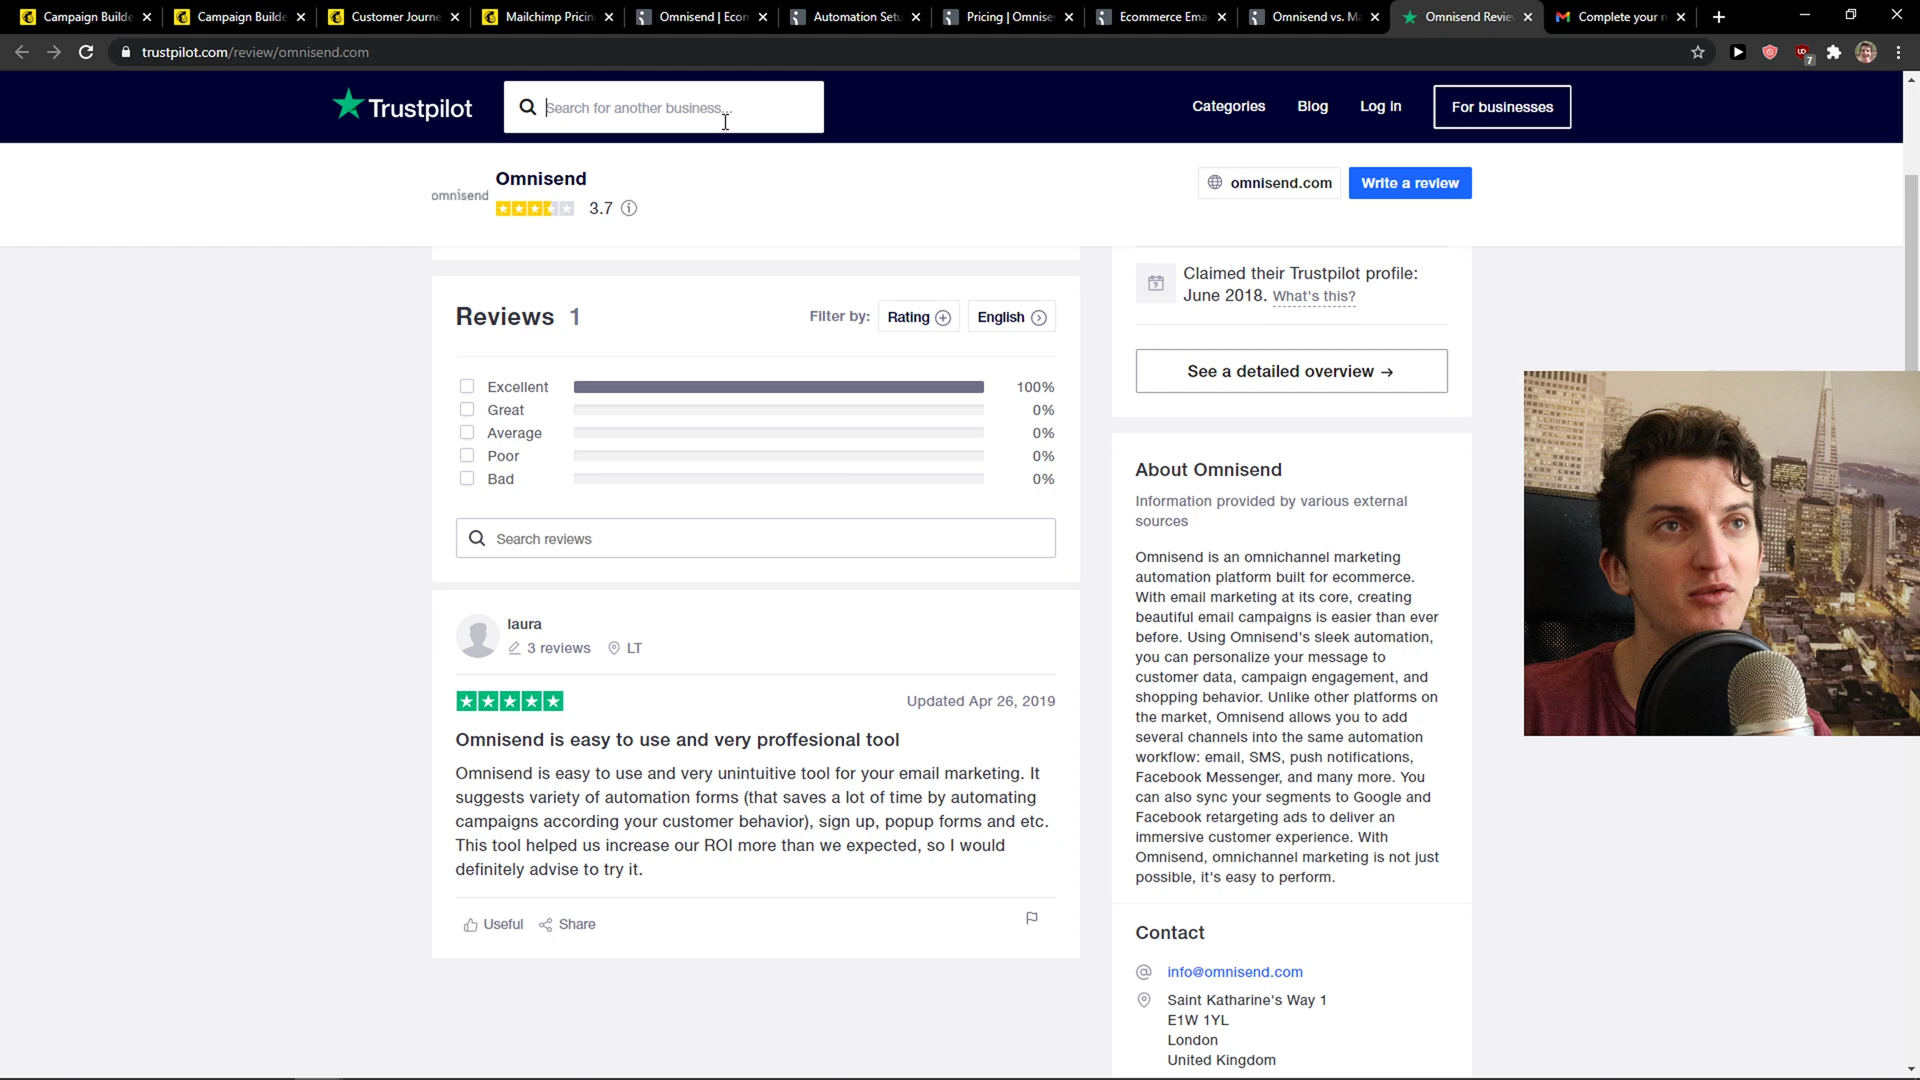 Campaign Builde
Campaign Builde
Customer Journe
Mailchimp Pricin
Omnisend | Econ
Automation Setu
Pricing | Omnise
Ecommerce Ema
Omnisend vs. Ma
Omnisend Revie
Complete your r
trustpilot.com/review/omnisend.com
7
Trustpilot
Search for another business...
Categories
Blog
Log in
For businesses
omnisend
Omnisend
3.7
omnisend.com
Write a review
Reviews 1
Filter by:
Rating
English
Excellent 100%
Great 0%
Average 0%
Poor 0%
Bad 0%
Search reviews
laura
3 reviews
LT
Updated Apr 26, 2019
Omnisend is easy to use and very proffesional tool
Omnisend is easy to use and very unintuitive tool for your email marketing. It
suggests variety of automation forms (that saves a lot of time by automating
campaigns according your customer behavior), sign up, popup forms and etc.
This tool helped us increase our ROI more than we expected, so I would
definitely advise to try it.
Useful
Share
Claimed their Trustpilot profile:
June 2018. What's this?
See a detailed overview →
About Omnisend
Information provided by various external
sources
Omnisend is an omnichannel marketing
automation platform built for ecommerce.
With email marketing at its core, creating
beautiful email campaigns is easier than ever
before. Using Omnisend's sleek automation,
you can personalize your message to
customer data, campaign engagement, and
shopping behavior. Unlike other platforms on
the market, Omnisend allows you to add
several channels into the same automation
workflow: email, SMS, push notifications,
Facebook Messenger, and many more. You
can also sync your segments to Google and
Facebook retargeting ads to deliver an
immersive customer experience. With
Omnisend, omnichannel marketing is not just
possible, it's easy to perform.
Contact
info@omnisend.com
Saint Katharine's Way 1
E1W 1YL
London
United Kingdom